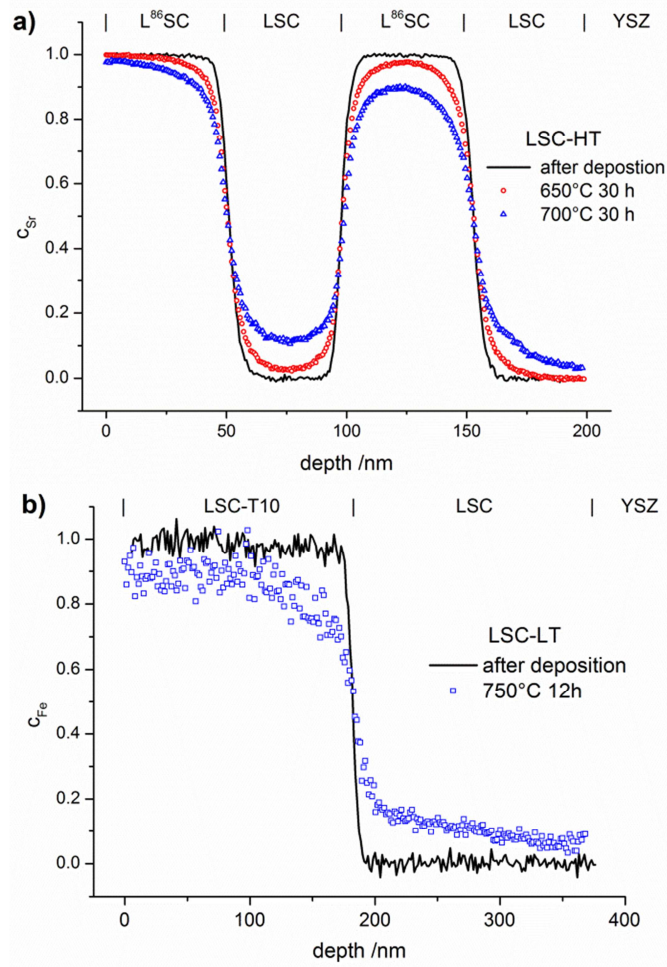 a)
| L⁸⁶SC | LSC | L⁸⁶SC | LSC | YSZ
1.0
0.8
0.6
0.4
0.2
0.0
cSr
LSC-HT
after depostion
650°C 30 h
700°C 30 h
0 50 100 150 200
depth /nm
b)
| LSC-T10 | LSC | YSZ
1.0
0.8
0.6
0.4
0.2
0.0
cFe
LSC-LT
after deposition
750°C 12h
0 100 200 300 400
depth /nm